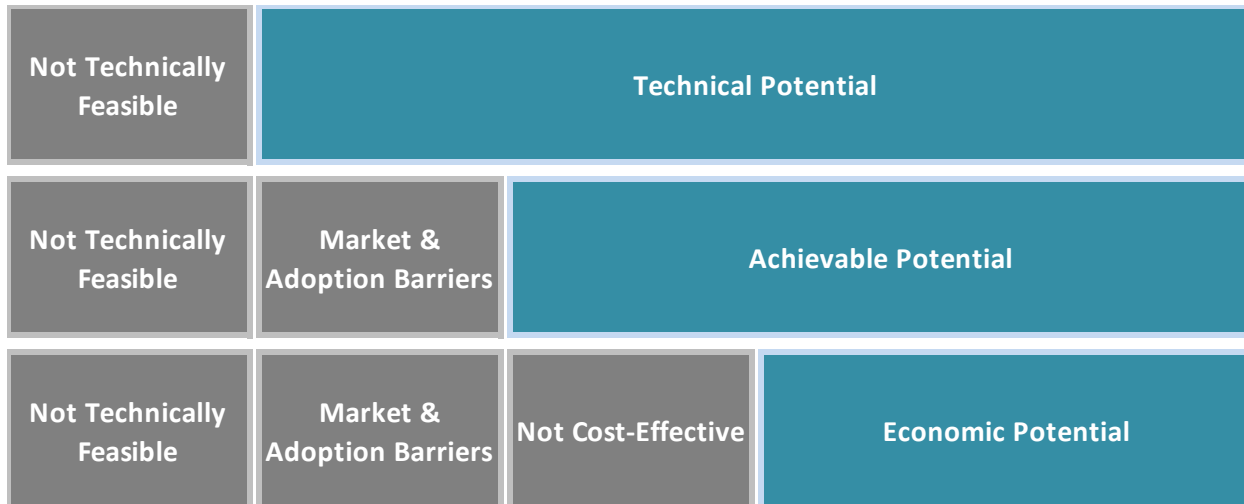 Not Technically
Feasible
Technical Potential
Not Technically
Feasible
Market &
Adoption Barriers
Achievable Potential
Not Technically
Feasible
Market &
Adoption Barriers
Not Cost-Effective
Economic Potential